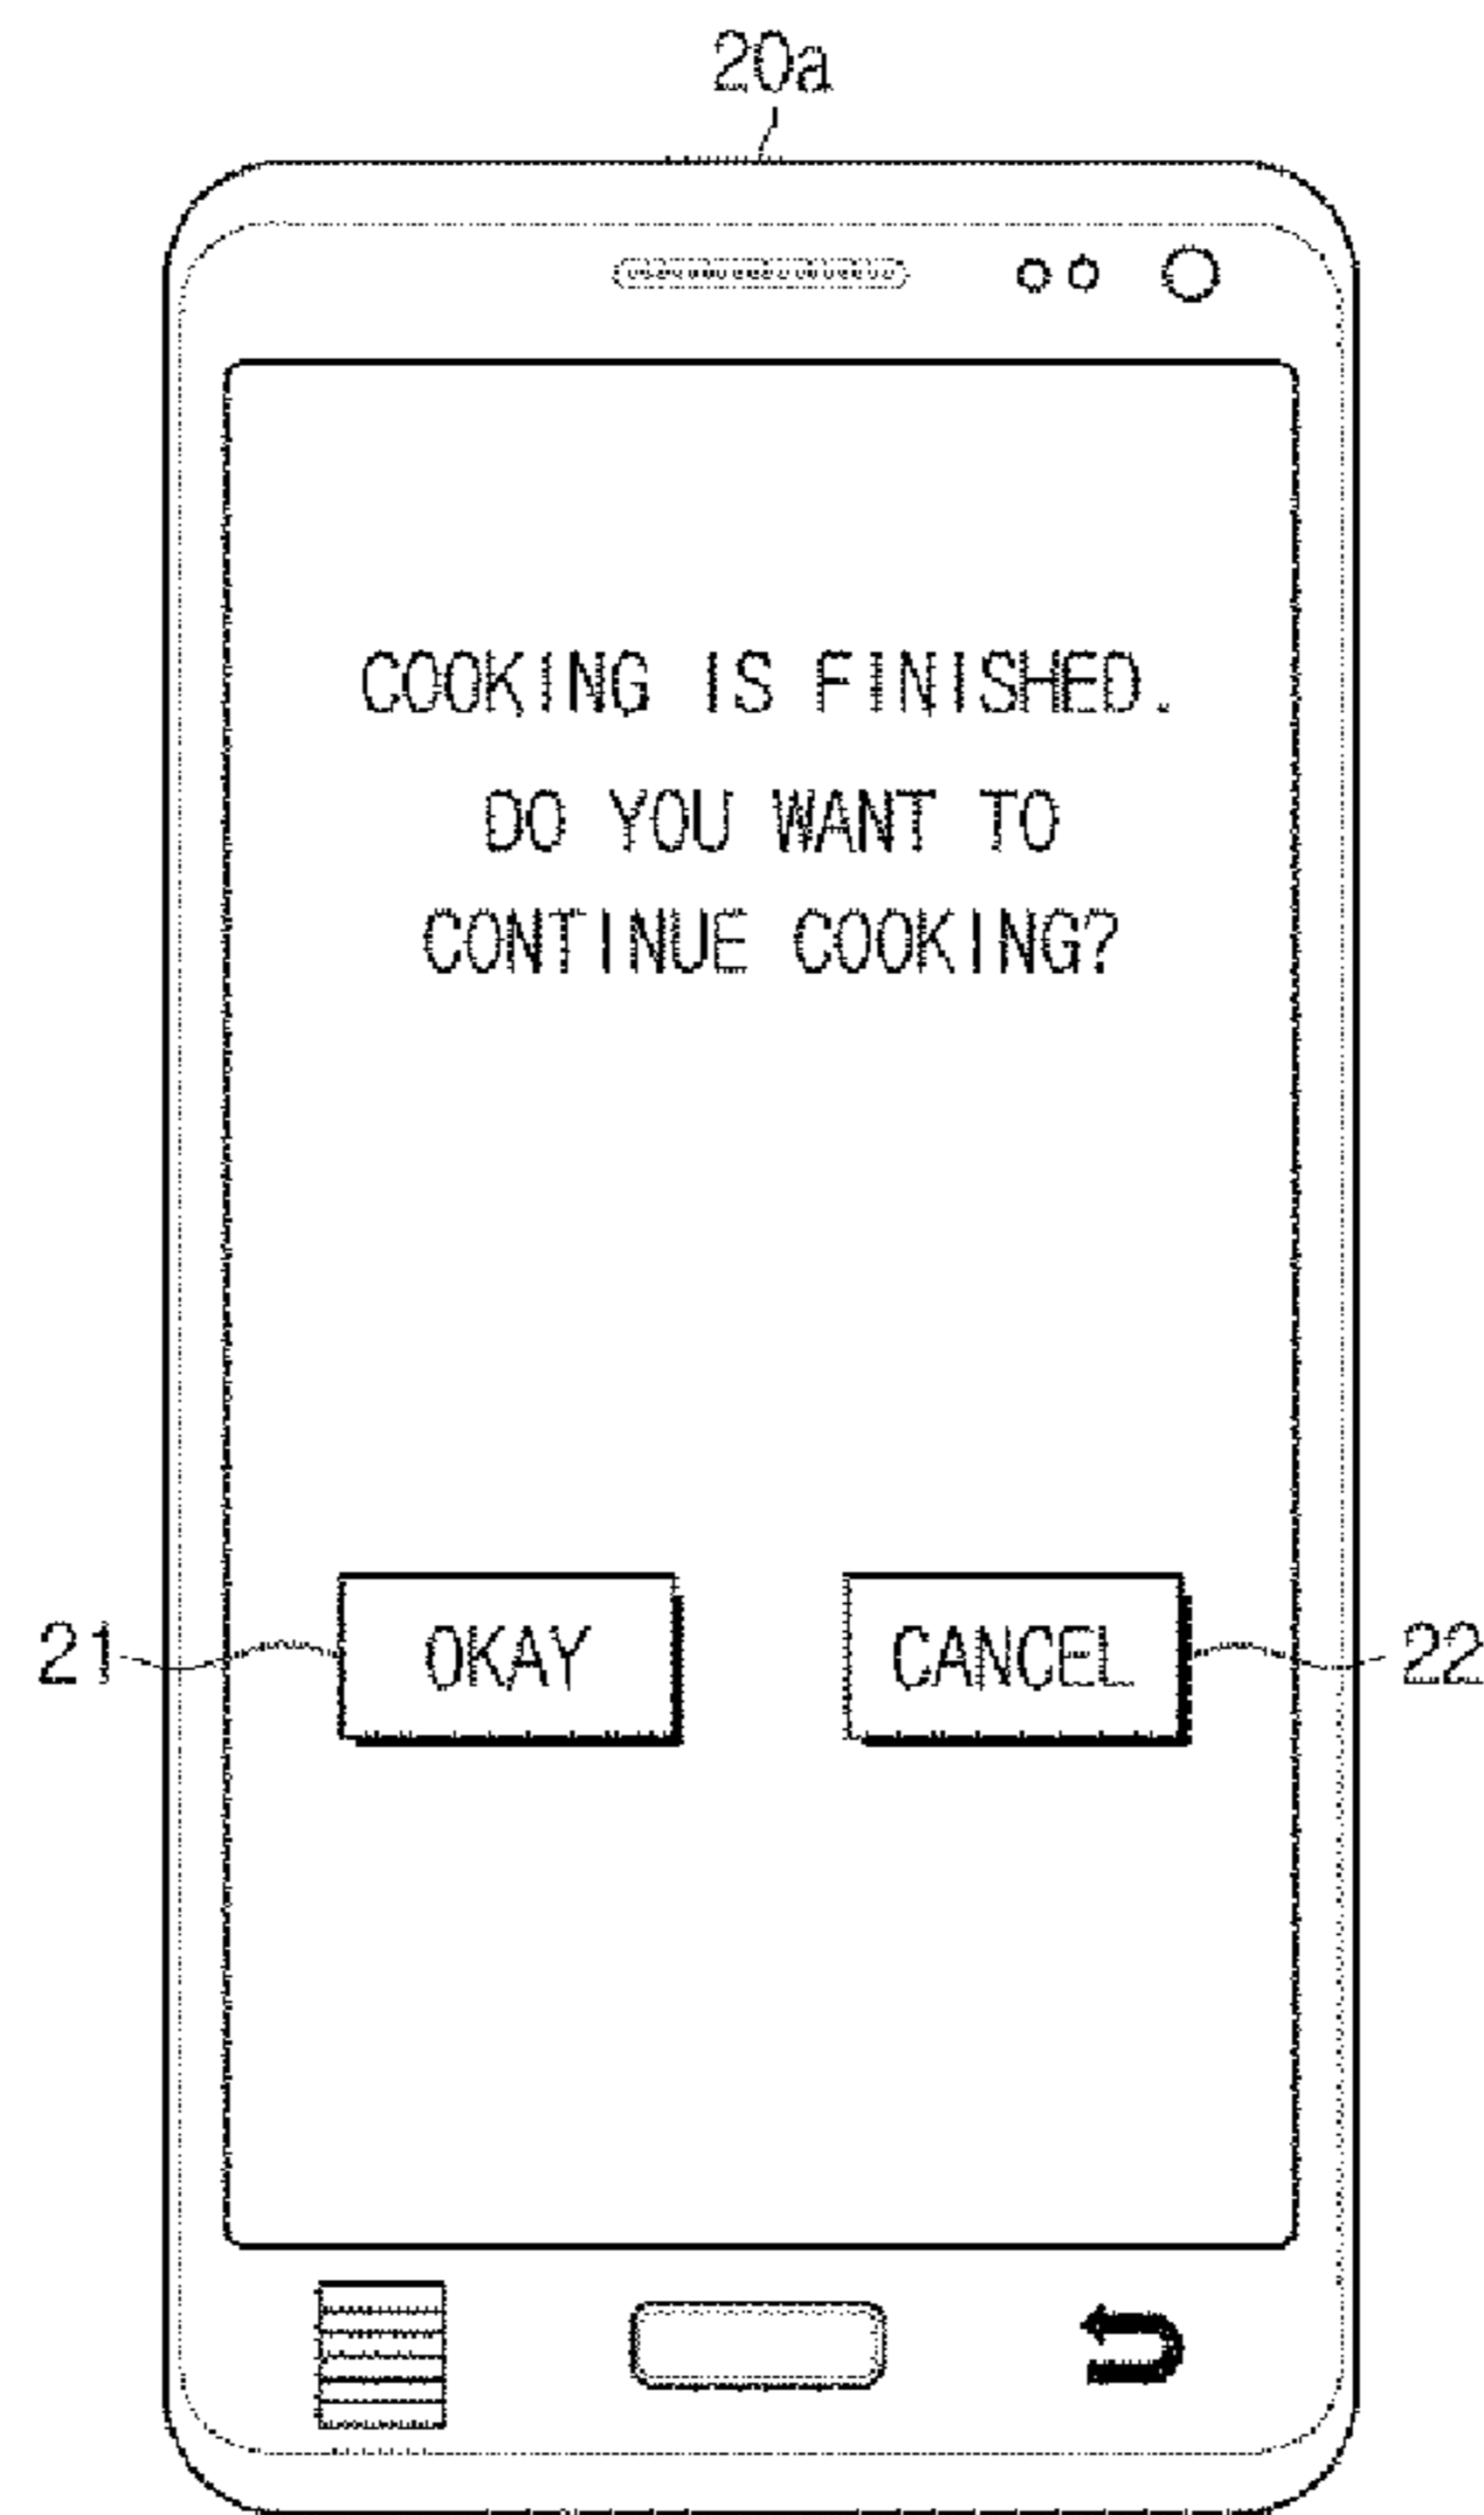 20a
COOKING IS FINISHED.
DO YOU WANT TO
CONTINUE COOKING?
21 OKAY CANCEL 22